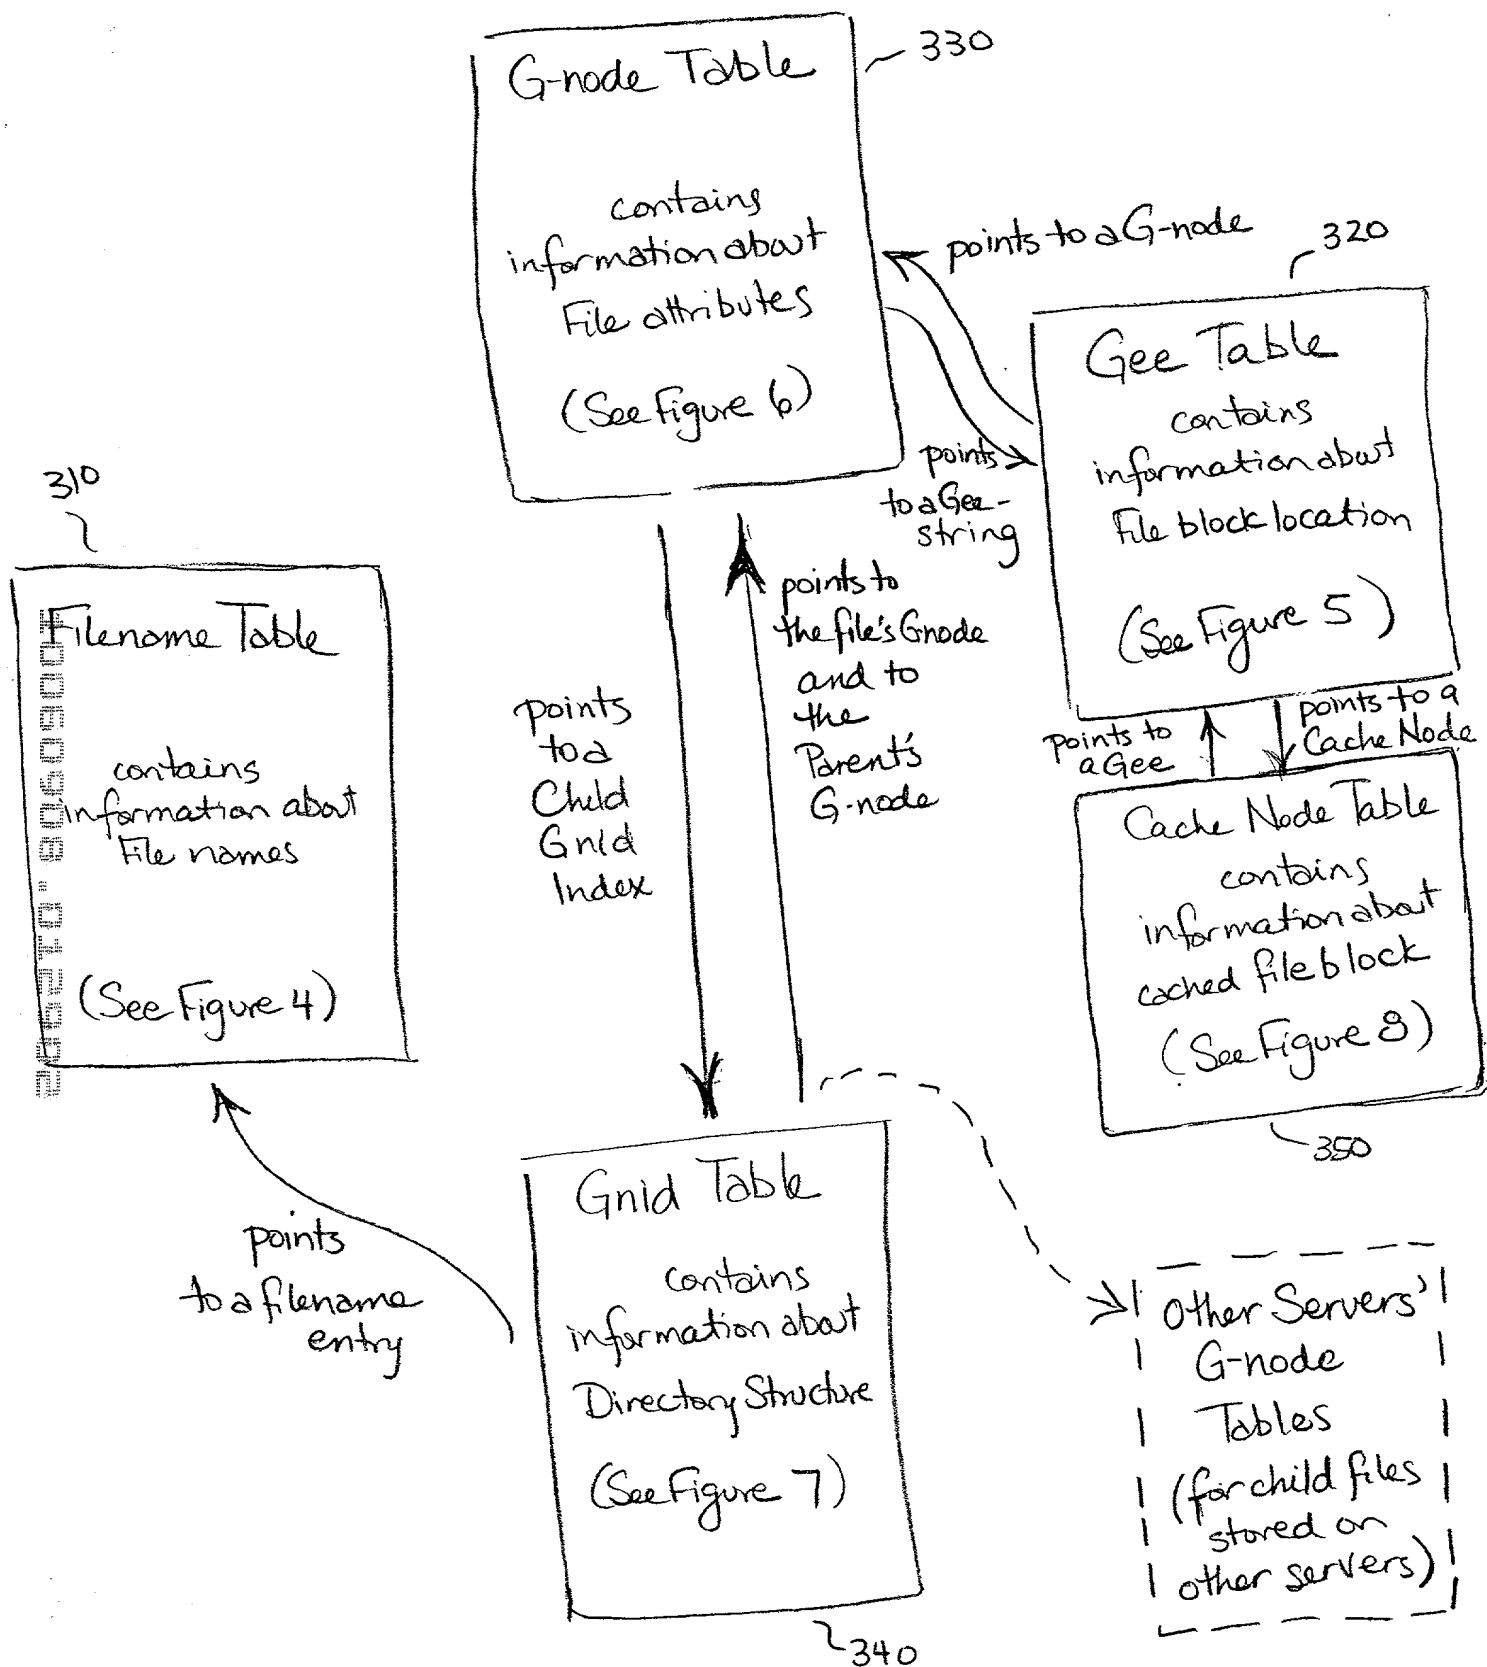 330
G-node Table
contains
information about
File attributes
(See Figure 6)
points to a G-node
320
Gee Table
contains
information about
File block location
(See Figure 5)
points
to a Gee-
string
310
Filename Table
contains
information about
File names
(See Figure 4)
points
to a
Child
Gnid
Index
points to
the file's Gnode
and to
the
Parent's
G-node
points to
a Gee
points to a
Cache Node
Cache Node Table
contains
information about
cached file block
(See Figure 8)
350
points
to a filename
entry
Gnid Table
contains
information about
Directory Structure
(See Figure 7)
340
Other Servers'
G-node
Tables
(for child files
stored on
other servers)